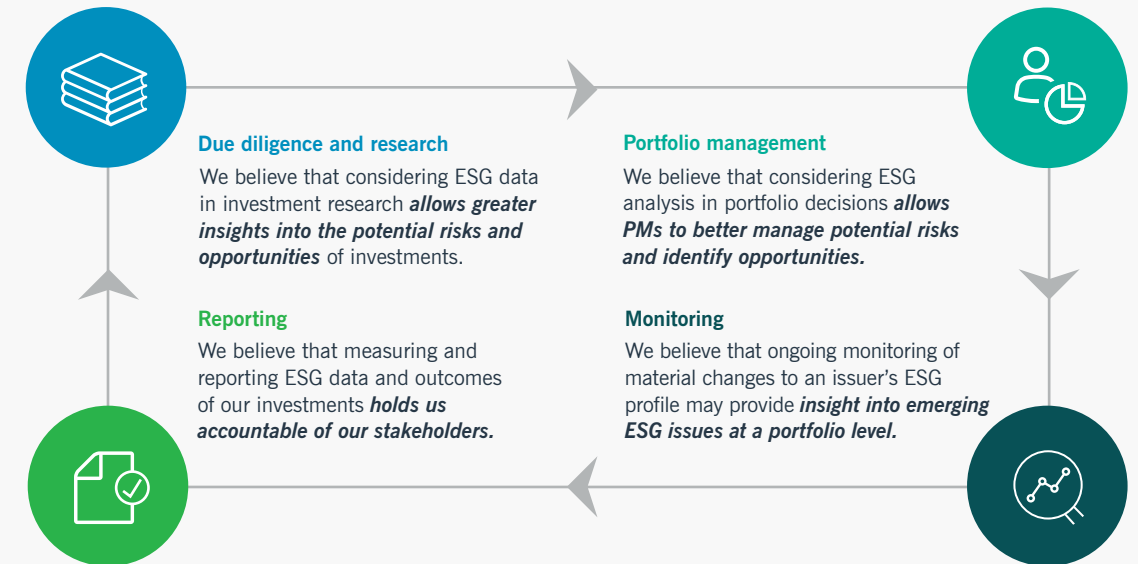 Due diligence and research
We believe that considering ESG data
in investment research allows greater
insights into the potential risks and
opportunities of investments.
Portfolio management
We believe that considering ESG
analysis in portfolio decisions allows
PMs to better manage potential risks
and identify opportunities.
Reporting
We believe that measuring and
reporting ESG data and outcomes
of our investments holds us
accountable of our stakeholders.
Monitoring
We believe that ongoing monitoring of
material changes to an issuer’s ESG
profile may provide insight into emerging
ESG issues at a portfolio level.